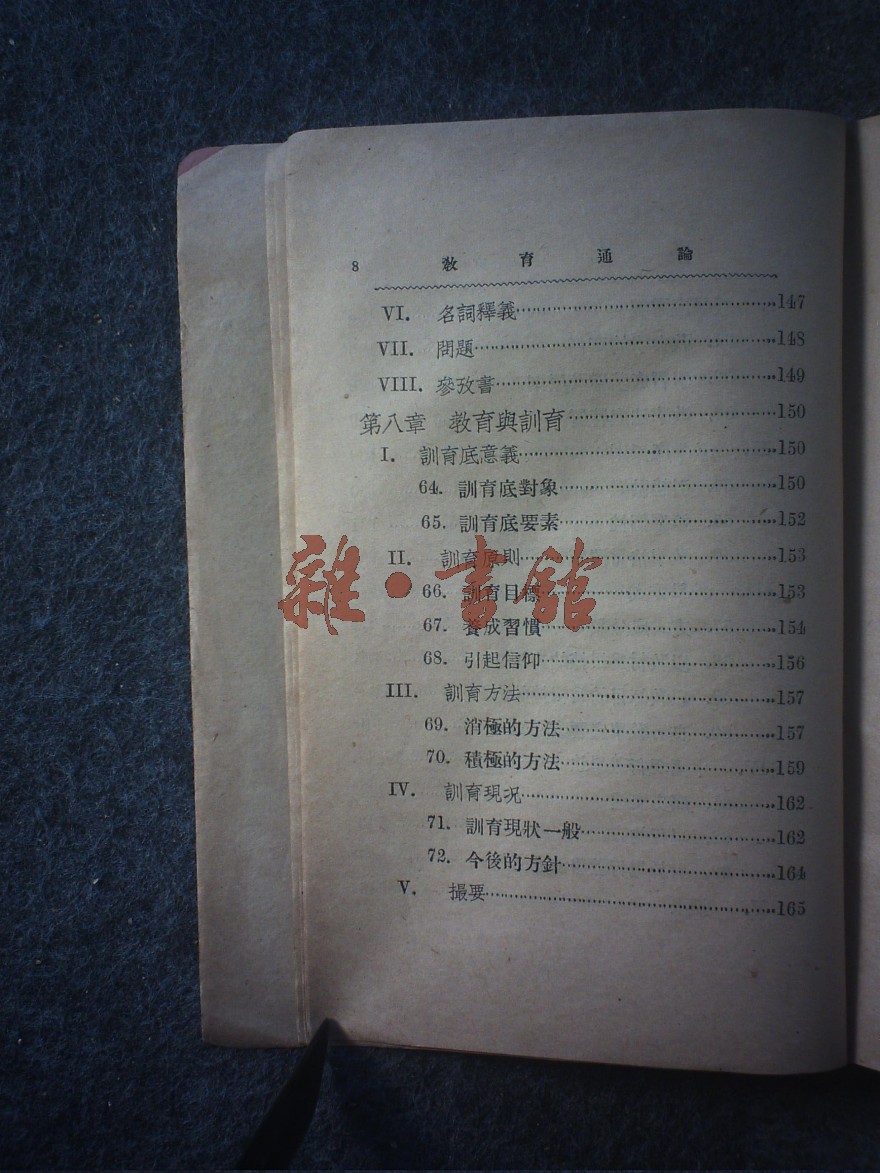 8 教育通論
VI. 名詞釋義……147
VII. 問題……148
VIII. 參攷書……149
第八章 教育與訓育……150
I. 訓育底意義……150
64. 訓育底對象……150
65. 訓育底要素……152
II. 訓育原則……153
66. 訓育目標……153
67. 養成習慣……154
68. 引起信仰……156
III. 訓育方法……157
69. 消極的方法……157
70. 積極的方法……159
IV. 訓育現况……162
71. 訓育現狀一般……162
72. 今後的方針……164
V. 撮要……165
雜·書館